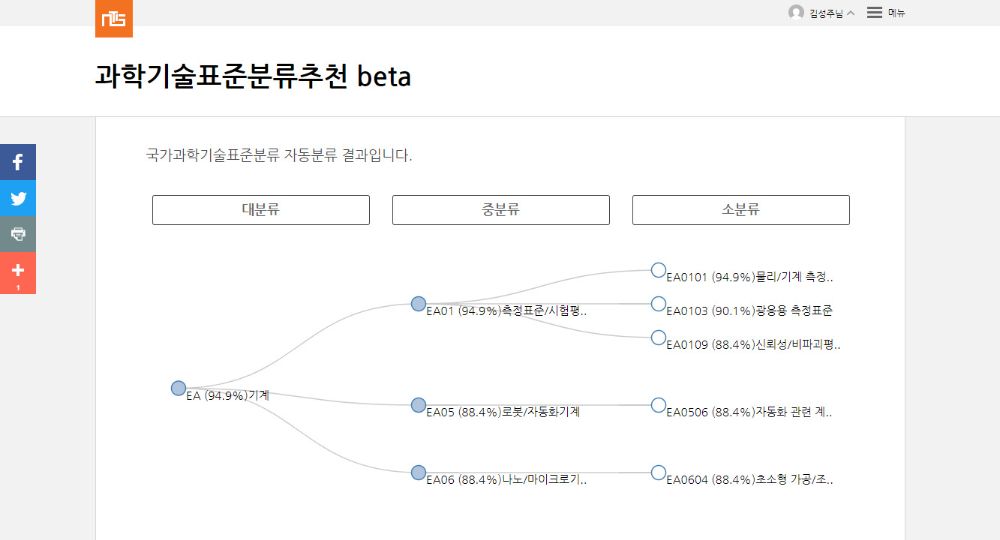 NTIS
김성주님
메뉴
과학기술표준분류추천 beta
국가과학기술표준분류 자동분류 결과입니다.
대분류
중분류
소분류
EA0101 (94.9%)물리/기계 측정..
EA01 (94.9%)측정표준/시험평..
EA0103 (90.1%)광응용 측정표준
EA0109 (88.4%)신뢰성/비파괴평..
EA (94.9%)기계
EA05 (88.4%)로봇/자동화기계
EA0506 (88.4%)자동화 관련 계..
EA06 (88.4%)나노/마이크로기..
EA0604 (88.4%)초소형 가공/조..
1